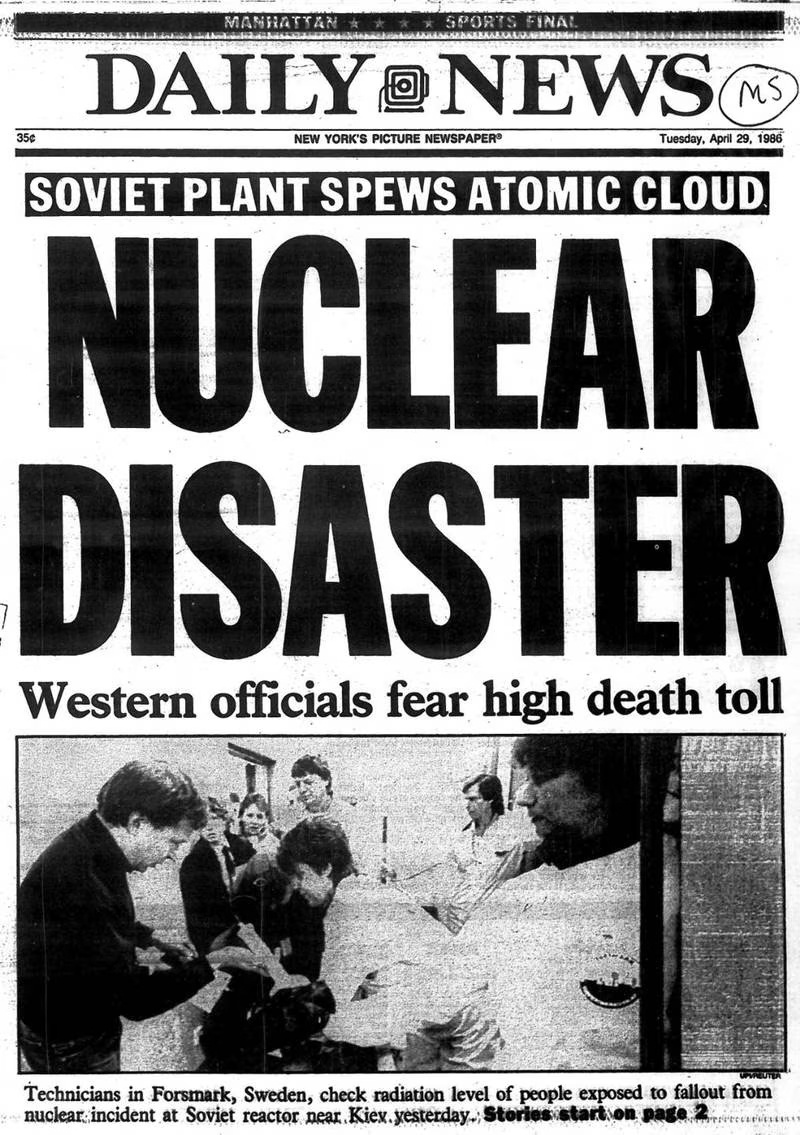 MANHATTAN ★ ★ ★ ★ SPORTS FINAL
DAILY NEWS
MS
35¢ NEW YORK'S PICTURE NEWSPAPER® Tuesday, April 29, 1986
SOVIET PLANT SPEWS ATOMIC CLOUD
NUCLEAR
DISASTER
Western officials fear high death toll
UPI/REUTER
Technicians in Forsmark, Sweden, check radiation level of people exposed to fallout from
nuclear incident at Soviet reactor near Kiev yesterday. Stories start on page 2